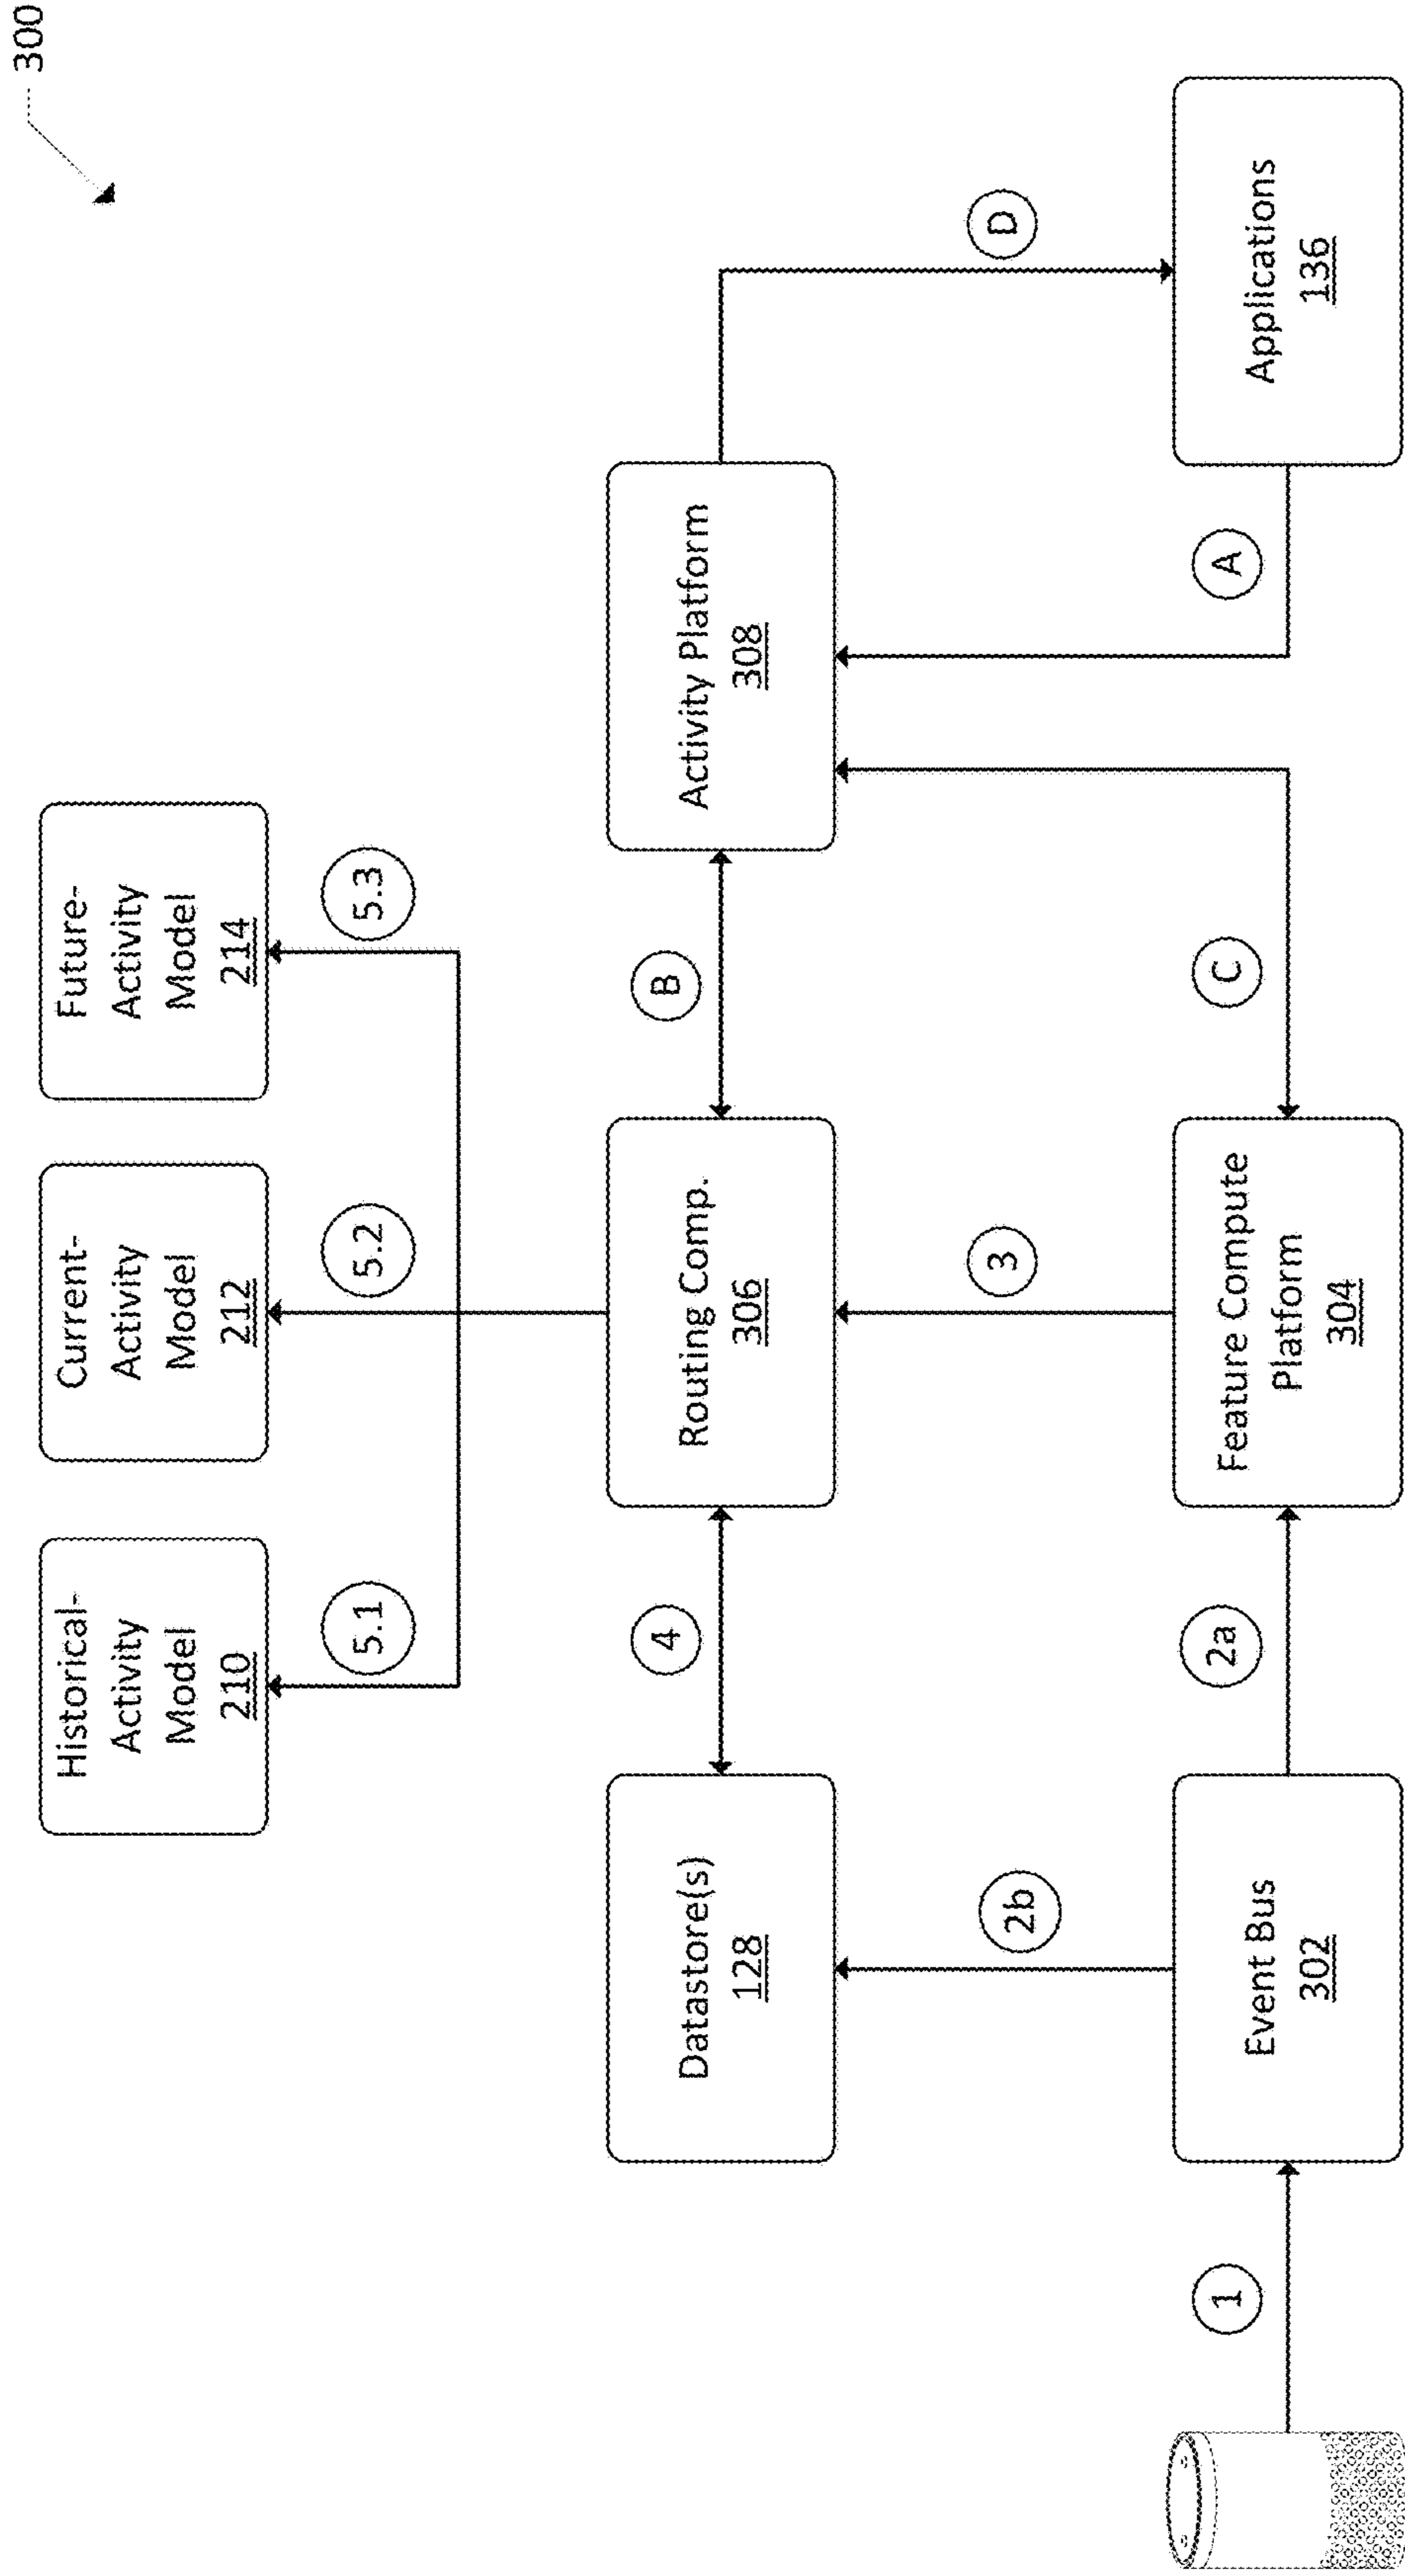 300
Historical-
Activity
Model
210
Current-
Activity
Model
212
Future-
Activity
Model
214
5.1
5.2
5.3
Datastore(s)
128
4
Routing Comp.
306
B
Activity Platform
308
2b
3
D
1
Event Bus
302
2a
Feature Compute
Platform
304
C
A
Applications
136